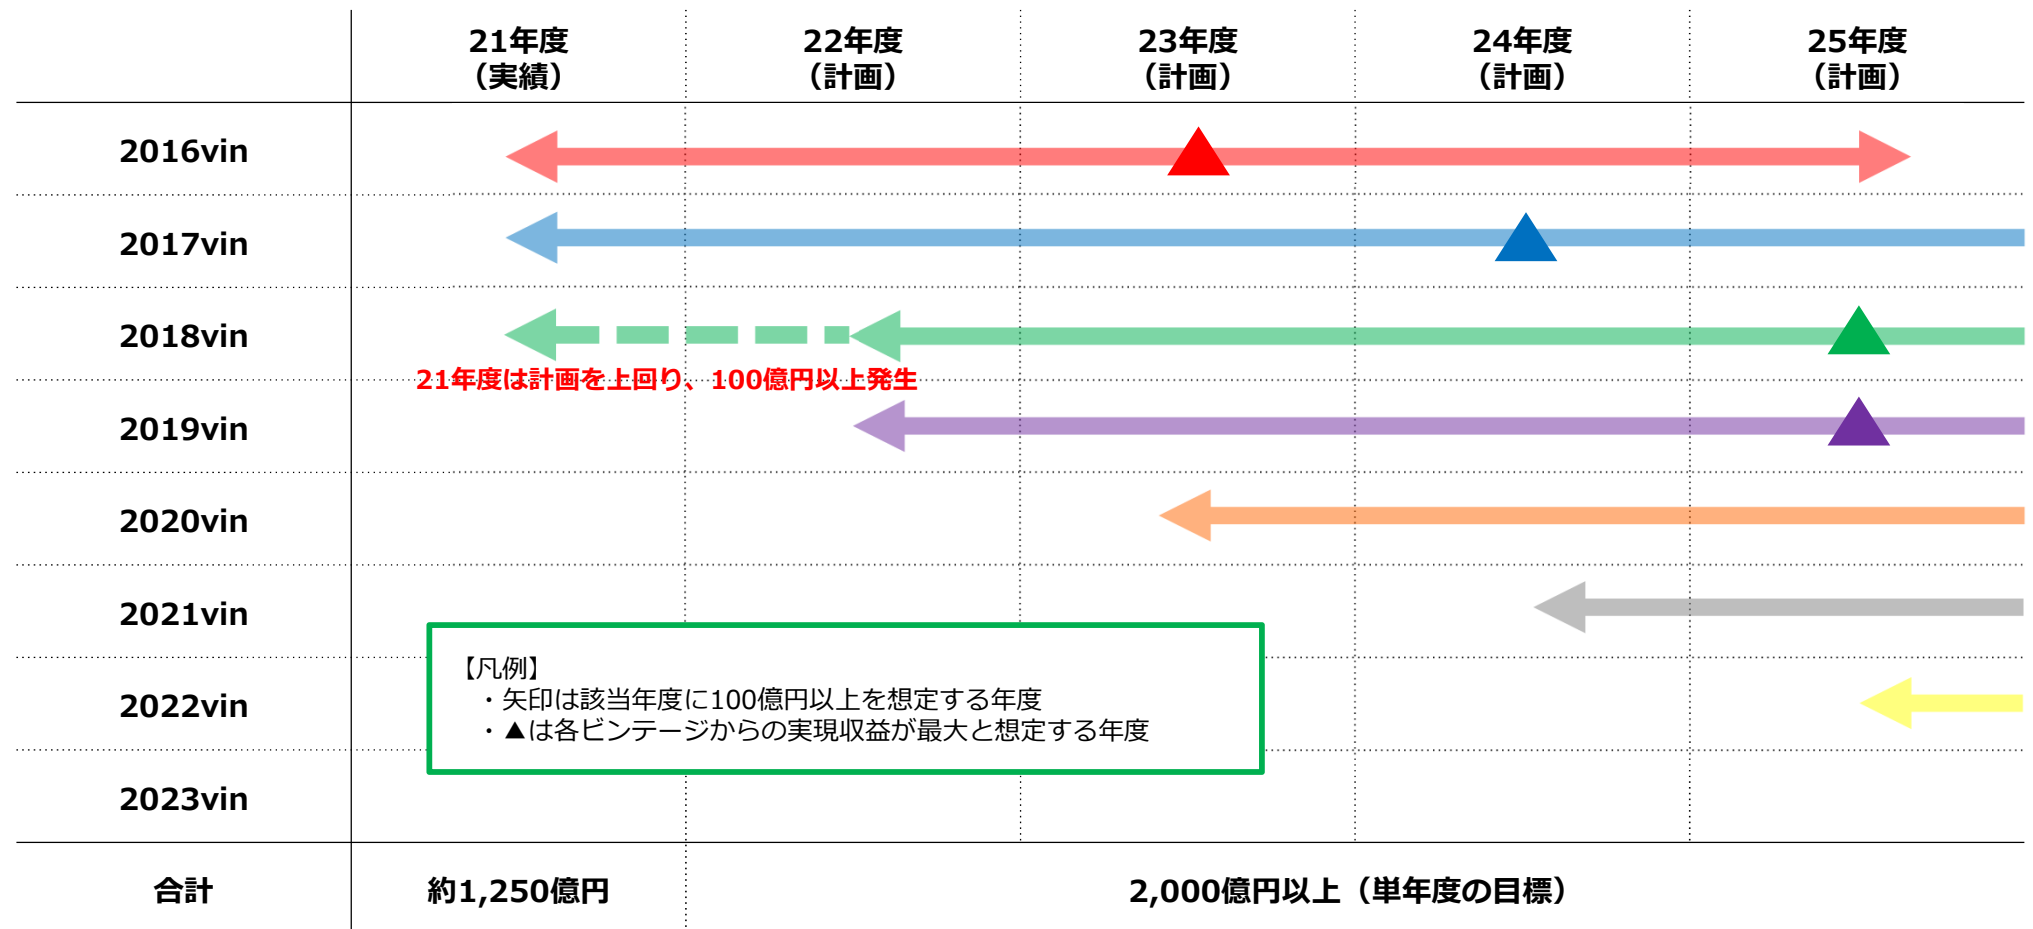 21年度
（実績）
22年度
（計画）
23年度
（計画）
24年度
（計画）
25年度
（計画）
2016vin
2017vin
2018vin
21年度は計画を上回り、100億円以上発生
2019vin
2020vin
2021vin
2022vin
2023vin
【凡例】
・矢印は該当年度に100億円以上を想定する年度
・▲は各ビンテージからの実現収益が最大と想定する年度
合計
約1,250億円
2,000億円以上（単年度の目標）